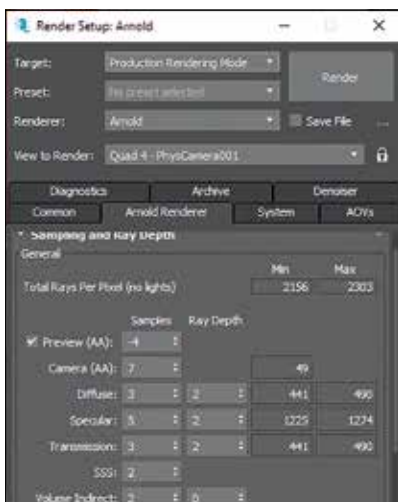 Render Setup: Arnold
Target: Production Rendering Mode
Render
Preset: No preset selected
Renderer: Arnold Save File ...
View to Render: Quad 4 - PhysCamera001
Diagnostics Archive Denoiser
Common Arnold Renderer System AOVs
Sampling and Ray Depth
General
Min Max
Total Rays Per Pixel (no lights) 2156 2303
Samples Ray Depth
Preview (AA): -4
Camera (AA): 7 49
Diffuse: 3 2 441 490
Specular: 5 2 1225 1274
Transmission: 3 2 441 490
SSS: 2
Volume Indirect: 2 0